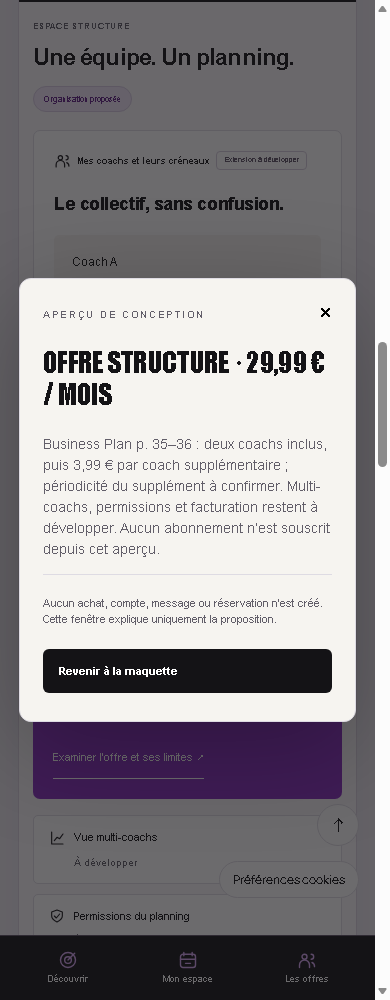 ESPACE STRUCTURE
Une équipe. Un planning.
Organisation proposée
Mes coachs et leurs créneaux
Extension à développer
Le collectif, sans confusion.
Coach A
APERÇU DE CONCEPTION
×
OFFRE STRUCTURE · 29,99 €
/ MOIS
Business Plan p. 35–36 : deux coachs inclus,
puis 3,99 € par coach supplémentaire ;
périodicité du supplément à confirmer. Multi-
coachs, permissions et facturation restent à
développer. Aucun abonnement n'est souscrit
depuis cet aperçu.
Aucun achat, compte, message ou réservation n'est créé.
Cette fenêtre explique uniquement la proposition.
Revenir à la maquette
Examiner l'offre et ses limites ↗
Vue multi-coachs
À développer
↑
Préférences cookies
Permissions du planning
Découvrir
Mon espace
Les offres